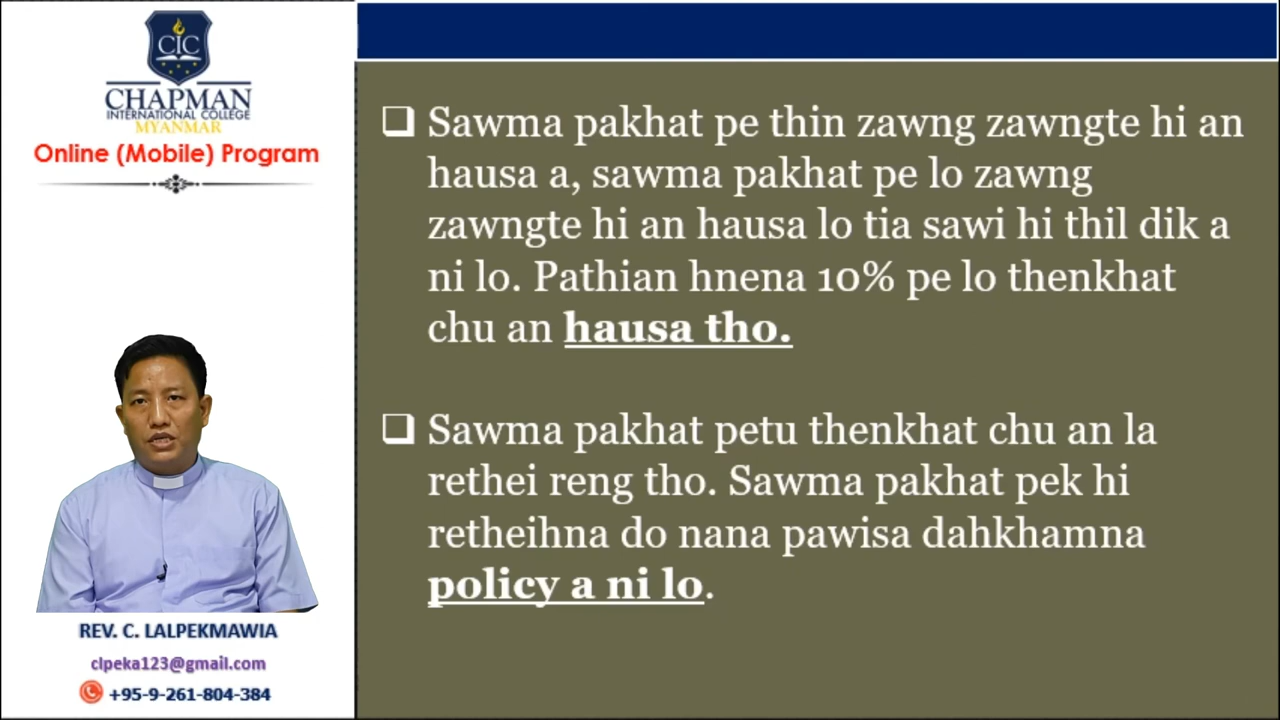 CIC
CHAPMAN
INTERNATIONAL COLLEGE
MYANMAR
Online (Mobile) Program
REV. C. LALPEKMAWIA
clpeka123@gmail.com
+95-9-261-804-384
Sawma pakhat pe thin zawng zawngte hi an
hausa a, sawma pakhat pe lo zawng
zawngte hi an hausa lo tia sawi hi thil dik a
ni lo. Pathian hnena 10% pe lo thenkhat
chu an hausa tho.
Sawma pakhat petu thenkhat chu an la
rethei reng tho. Sawma pakhat pek hi
retheihna do nana pawisa dahkhamna
policy a ni lo.